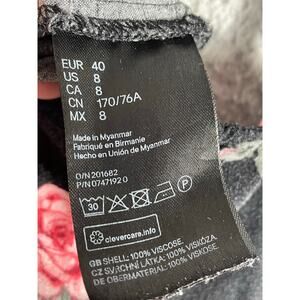 EUR 40
US 8
CA 8
CN 170/76A
MX 8
Made in Myanmar
Fabriqué en Birmanie
Hecho en Unión de Myanmar
O/N 201682
P/N 0747192 0
30
P
clevercare.info
GB SHELL: 100% VISCOSE
CZ SVRCHNÍ LÁTKA: 100% VISKÓZA
DE OBERMATERIAL: 100% VISKOSE